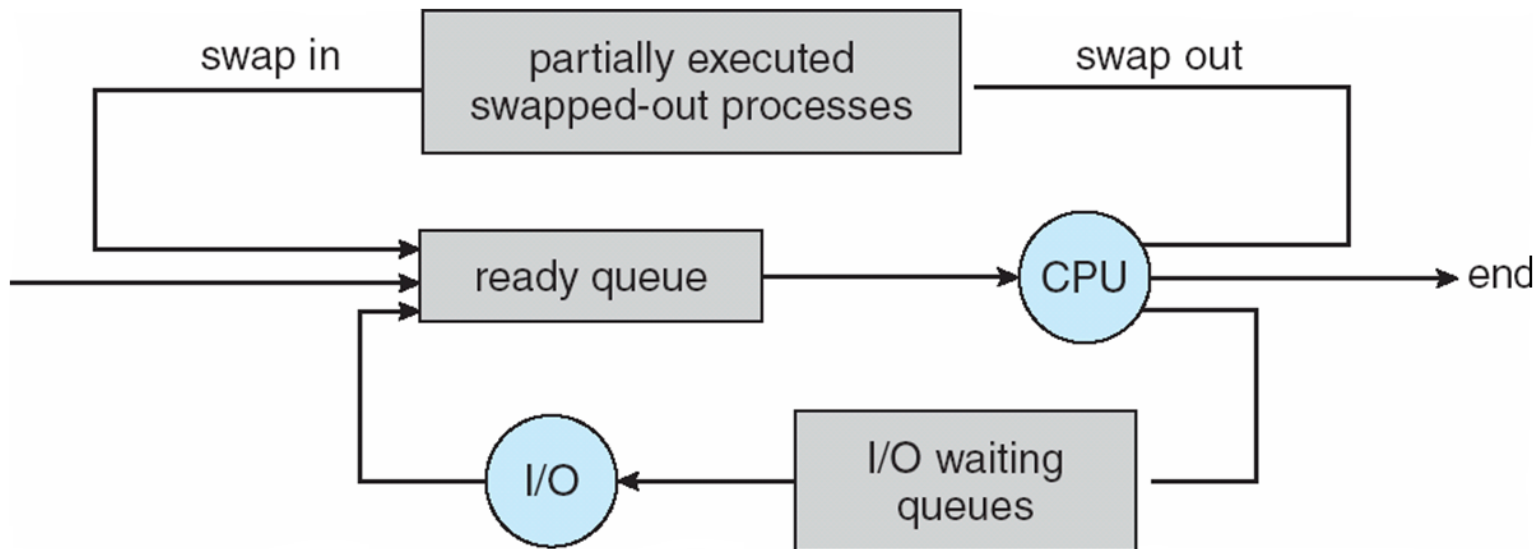 swap in
partially executed
swapped-out processes
swap out
ready queue
CPU
end
I/O
I/O waiting
queues